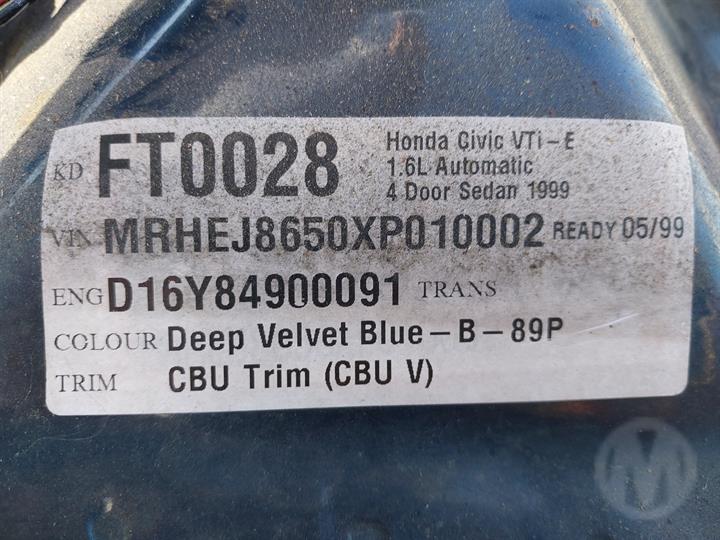 KD FT0028 Honda Civic VTi-E
1.6L Automatic
4 Door Sedan 1999
VIN MRHEJ8650XP010002 READY 05/99
ENG D16Y84900091 TRANS
COLOUR Deep Velvet Blue-B-89P
TRIM CBU Trim (CBU V)
M